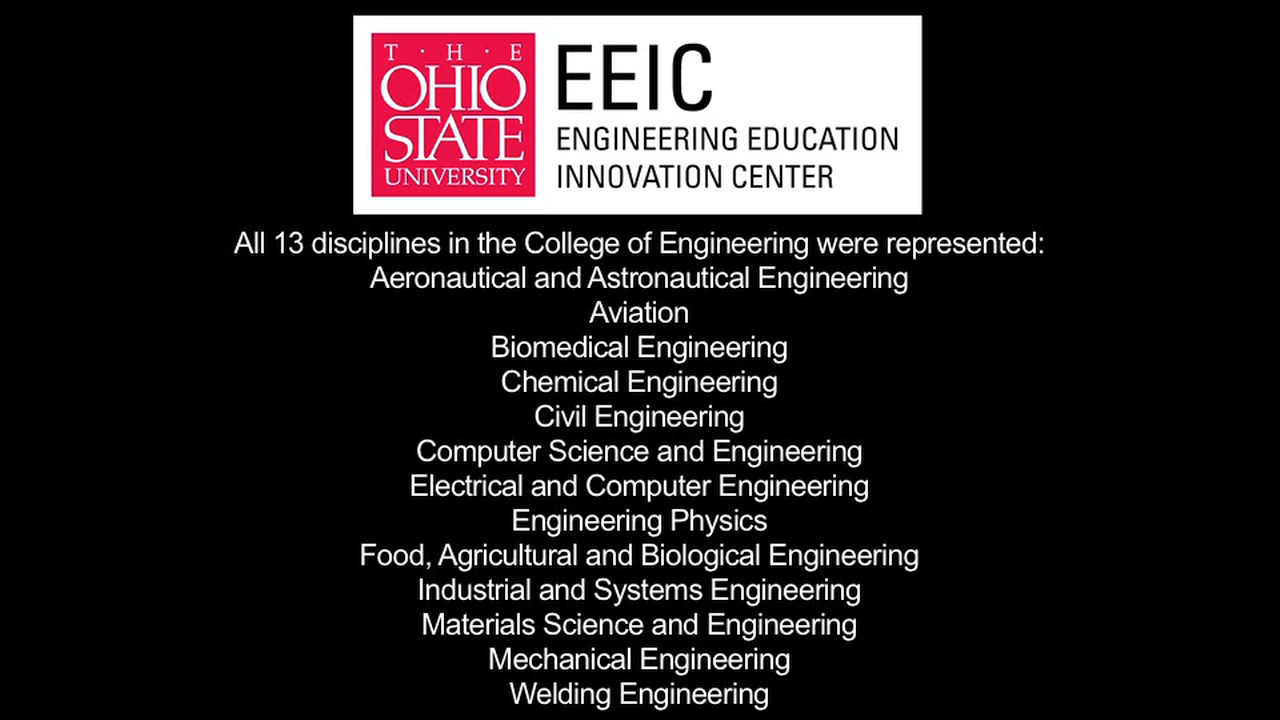 T · H · E
OHIO
STATE
UNIVERSITY
EEIC
ENGINEERING EDUCATION
INNOVATION CENTER
All 13 disciplines in the College of Engineering were represented:
Aeronautical and Astronautical Engineering
Aviation
Biomedical Engineering
Chemical Engineering
Civil Engineering
Computer Science and Engineering
Electrical and Computer Engineering
Engineering Physics
Food, Agricultural and Biological Engineering
Industrial and Systems Engineering
Materials Science and Engineering
Mechanical Engineering
Welding Engineering